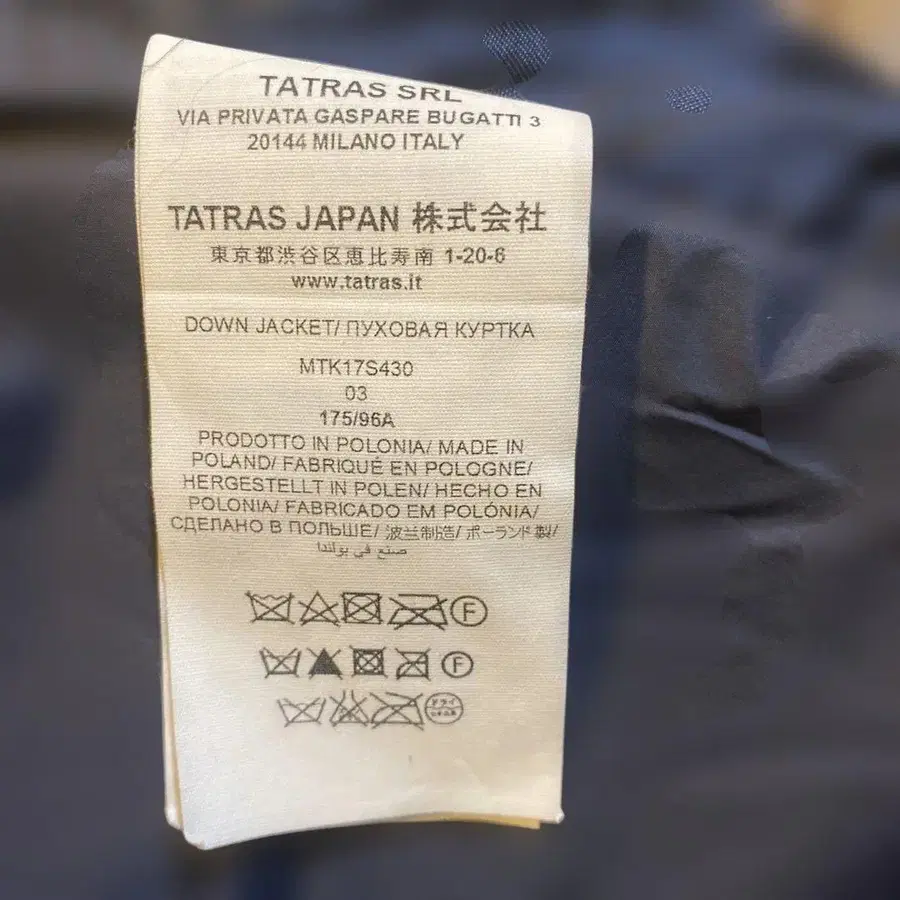 TATRAS SRL
VIA PRIVATA GASPARE BUGATTI 3
20144 MILANO ITALY
TATRAS JAPAN 株式会社
東京都渋谷区恵比寿南 1-20-6
www.tatras.it
DOWN JACKET/ ПУХОВАЯ КУРТКА
MTK17S430
03
175/96A
PRODOTTO IN POLONIA/ MADE IN
POLAND/ FABRIQUÉ EN POLOGNE/
HERGESTELLT IN POLEN/ HECHO EN
POLONIA/ FABRICADO EM POLÓNIA/
СДЕЛАНО В ПОЛЬШЕ/ 波兰制造/ ポーランド製/
صنع في بولندا
F
F
ドライ